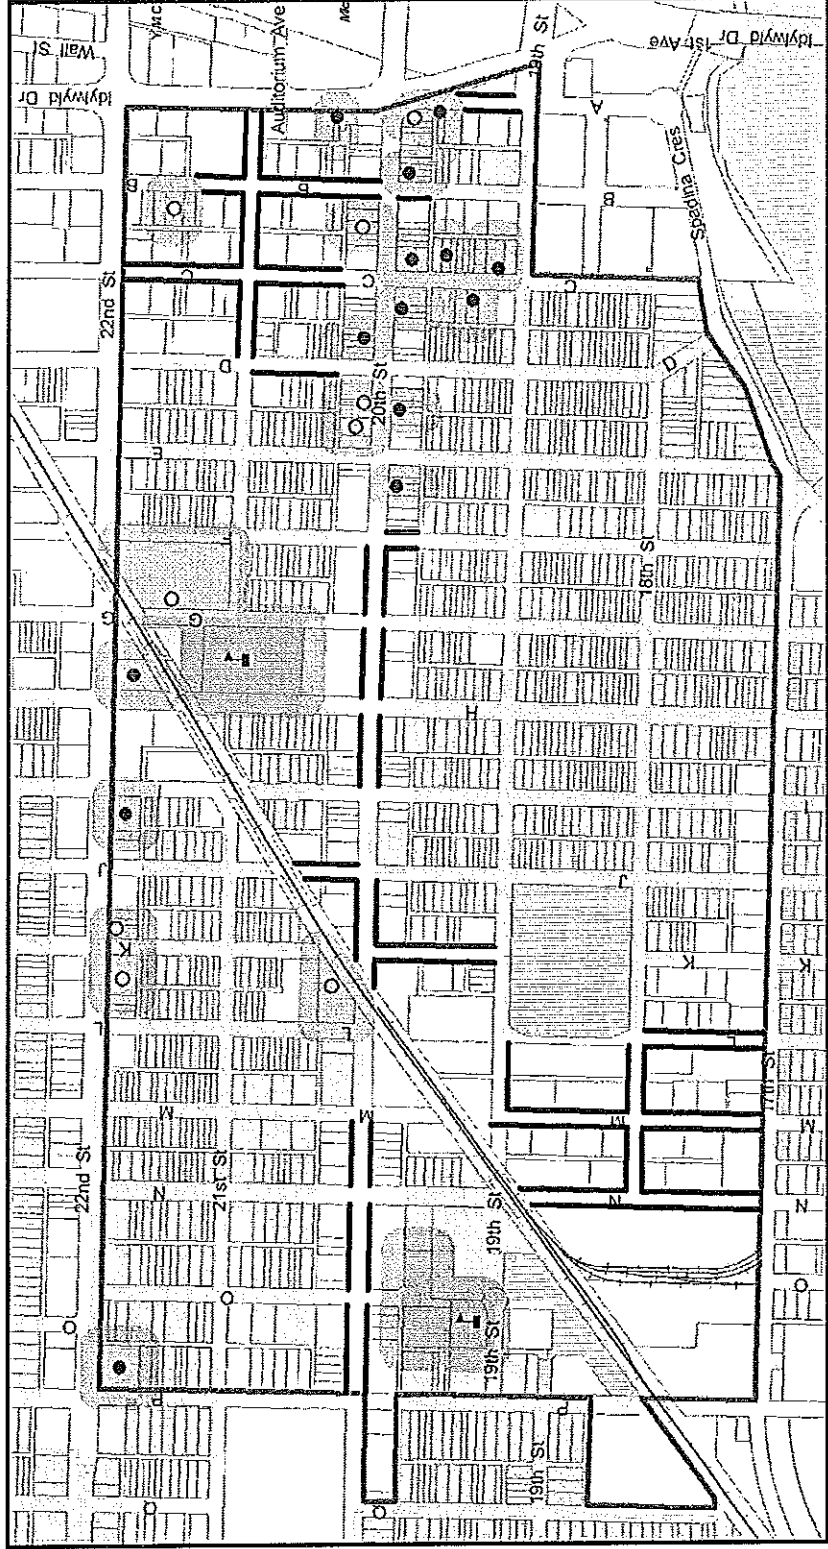 Wall St
Idylwyld Dr
Y M C
Auditorium Ave
Mc
19th St
1st Ave
Idylwyld Dr
A
B
Spadina Cres
B
B
22nd St
C
C
C
D
20th St
D
E
F
G
G
18th St
H
I
J
J
K
K
K
L
L
M
M
M
M
17th St
22nd St
21st St
N
N
N
19th St
O
O
O
19th St
P
P
19th St
Q
Q